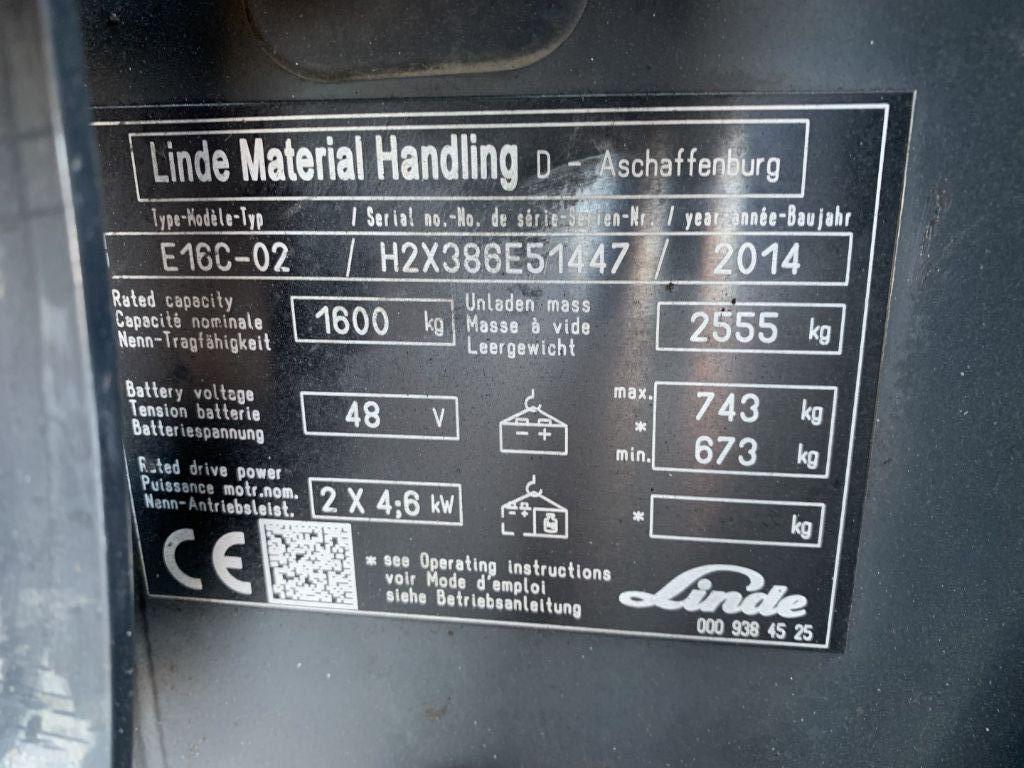 Linde Material Handling D - Aschaffenburg
Type-Modèle-Typ / Serial no.-No. de série-Serien-Nr. / year-année-Baujahr
E16C-02 / H2X386E51447 / 2014
Rated capacity
Capacité nominale
Nenn-Tragfähigkeit
1600 kg
Unladen mass
Masse à vide
Leergewicht
2555 kg
Battery voltage
Tension batterie
Batteriespannung
48 V
max. 743 kg
*
min. 673 kg
Rated drive power
Puissance motr.nom.
Nenn-Antriebsleist.
2 X 4;6 kW
* kg
CE
* see Operating instructions
voir Mode d'emploi
siehe Betriebsanleitung
Linde
000 938 45 25